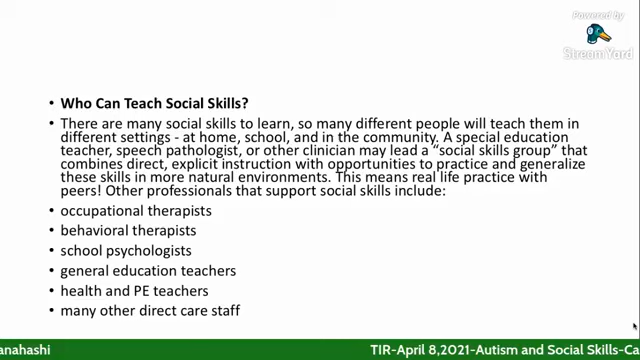 Powered by
StreamYard
• Who Can Teach Social Skills?
• There are many social skills to learn, so many different people will teach them in
different settings - at home, school, and in the community. A special education
teacher, speech pathologist, or other clinician may lead a “social skills group” that
combines direct, explicit instruction with opportunities to practice and generalize
these skills in more natural environments. This means real life practice with
peers! Other professionals that support social skills include:
• occupational therapists
• behavioral therapists
• school psychologists
• general education teachers
• health and PE teachers
• many other direct care staff
anahashi TIR-April 8,2021-Autism and Social Skills-Ca